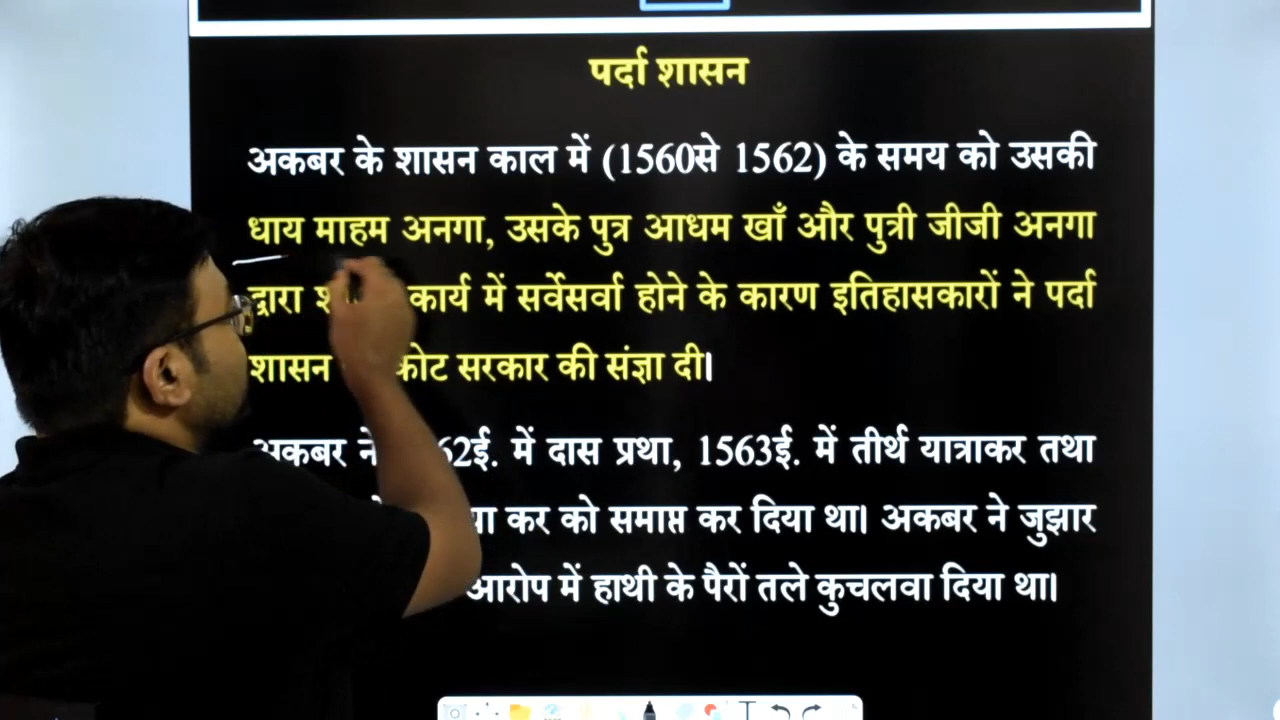 पर्दा शासन
अकबर के शासन काल में (1560से 1562) के समय को उसकी
धाय माहम अनगा, उसके पुत्र आधम खाँ और पुत्री जीजी अनगा
द्वारा कार्य में सर्वेसर्वा होने के कारण इतिहासकारों ने पर्दा
शासन कोट सरकार की संज्ञा दी।
अकबर ने 62ई. में दास प्रथा, 1563ई. में तीर्थ यात्राकर तथा
कर को समाप्त कर दिया था। अकबर ने जुझार
आरोप में हाथी के पैरों तले कुचलवा दिया था।